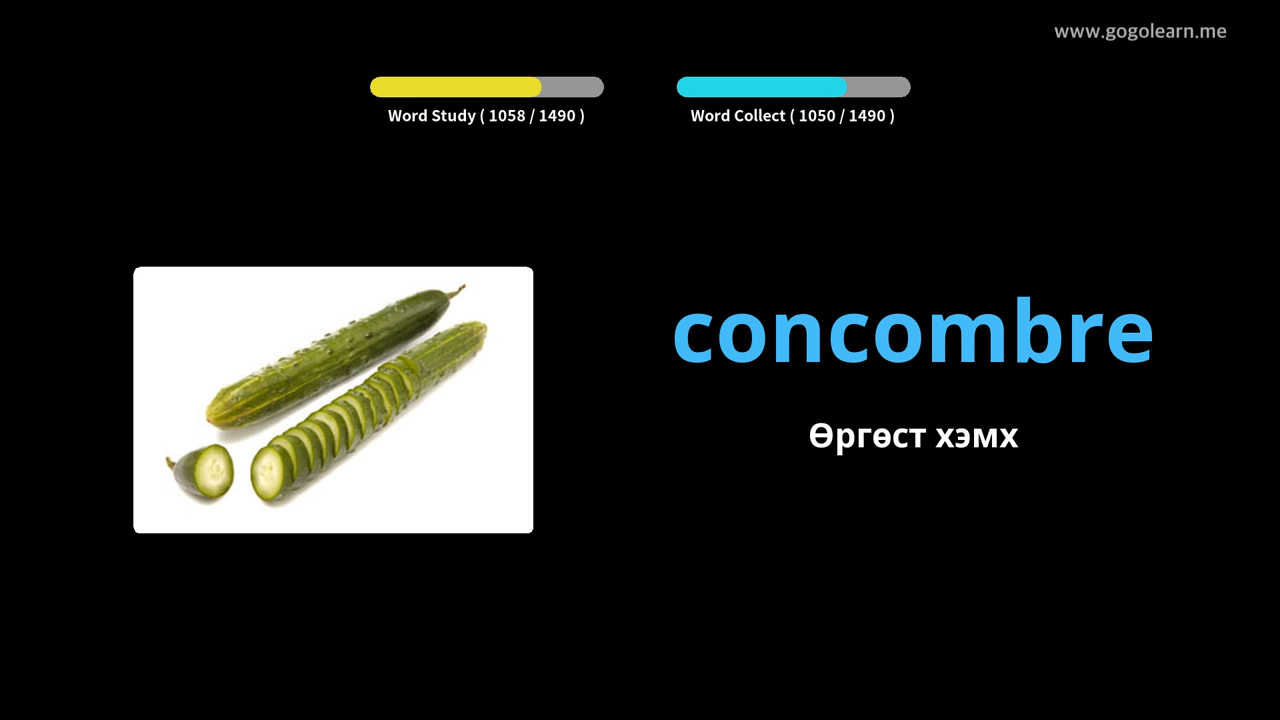 www.gogolearn.me
Word Study ( 1058 / 1490 )
Word Collect ( 1050 / 1490 )
concombre
Өргөст хэмх